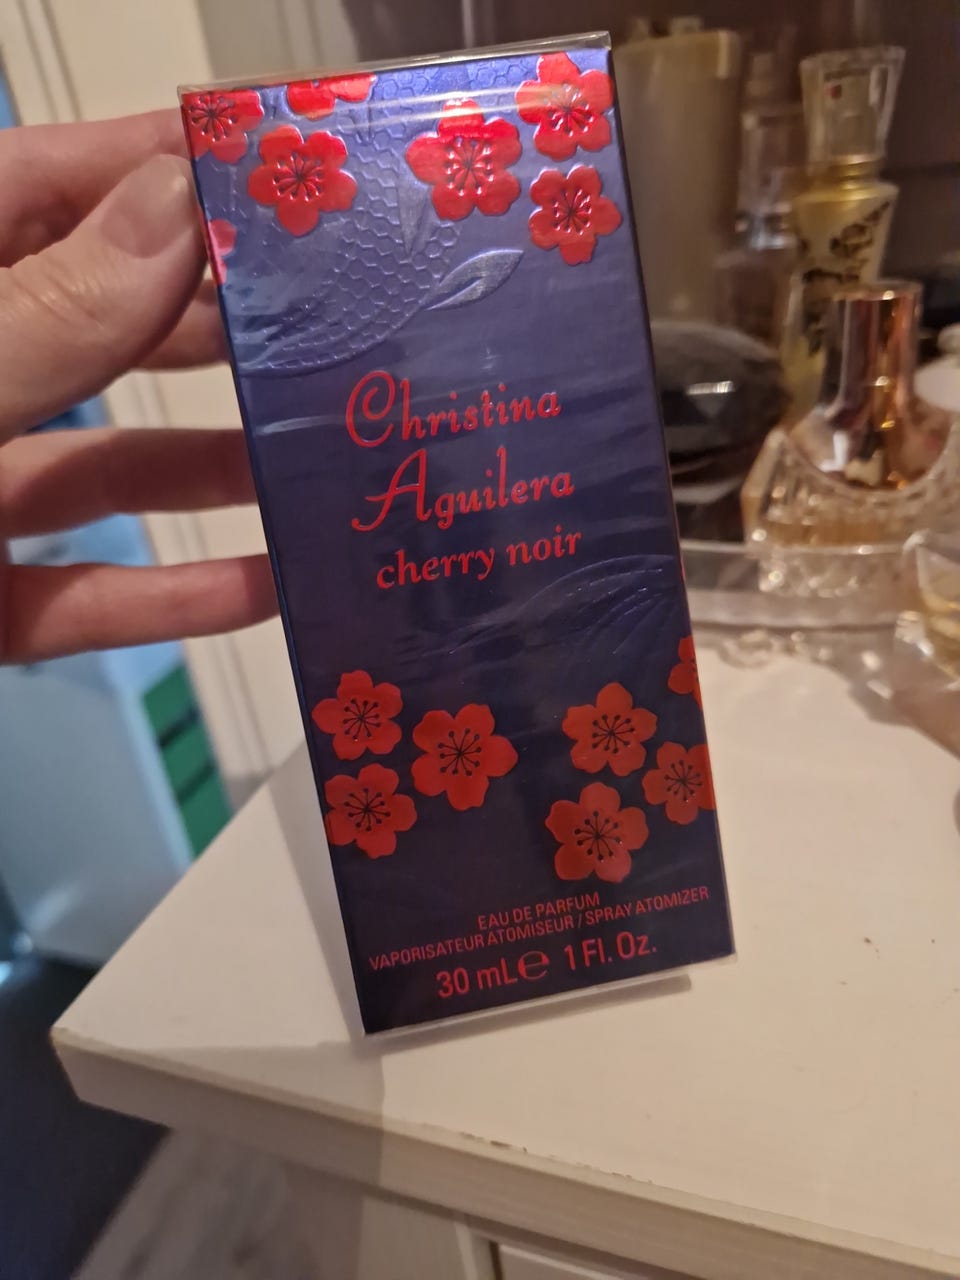 Christina
Aguilera
cherry noir
EAU DE PARFUM
VAPORISATEUR ATOMISEUR / SPRAY ATOMIZER
30 mL℮ 1 Fl. Oz.